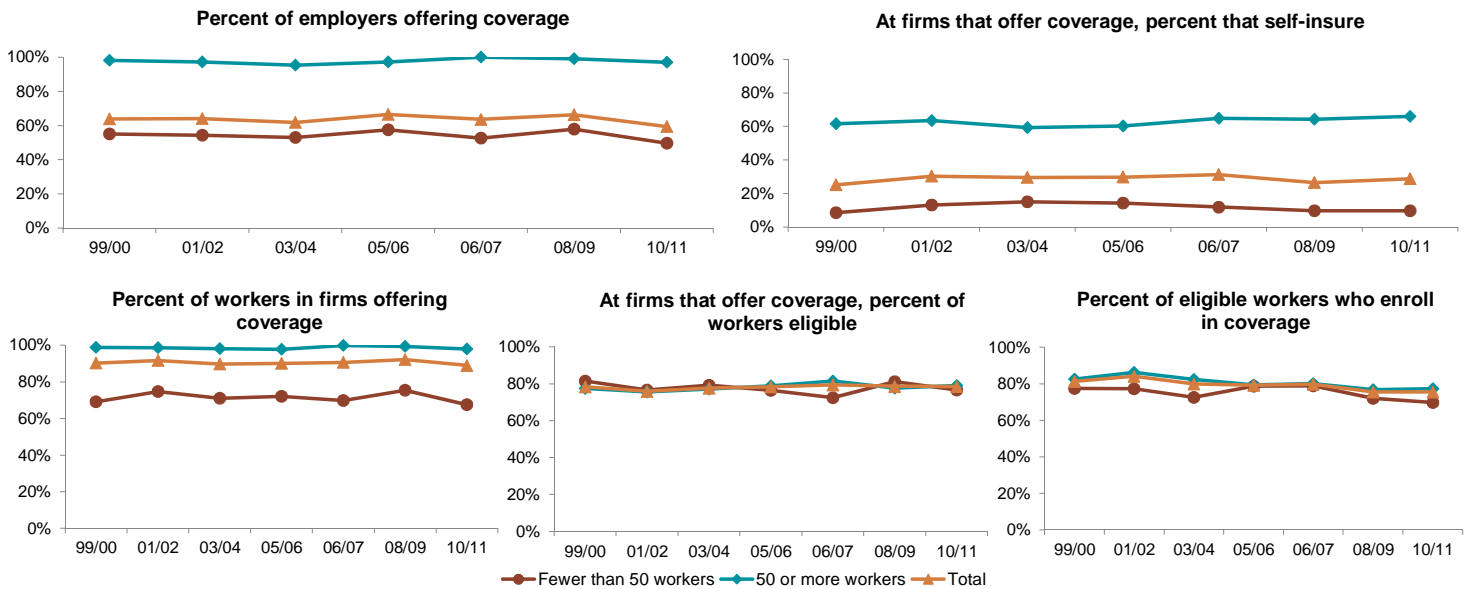 Percent of employers offering coverage
100%
80%
60%
40%
20%
0%
99/00 01/02 03/04 05/06 06/07 08/09 10/11
At firms that offer coverage, percent that self-insure
100%
80%
60%
40%
20%
0%
99/00 01/02 03/04 05/06 06/07 08/09 10/11
Percent of workers in firms offering
coverage
100%
80%
60%
40%
20%
0%
99/00 01/02 03/04 05/06 06/07 08/09 10/11
At firms that offer coverage, percent of
workers eligible
100%
80%
60%
40%
20%
0%
99/00 01/02 03/04 05/06 06/07 08/09 10/11
Percent of eligible workers who enroll
in coverage
100%
80%
60%
40%
20%
0%
99/00 01/02 03/04 05/06 06/07 08/09 10/11
Fewer than 50 workers 50 or more workers Total